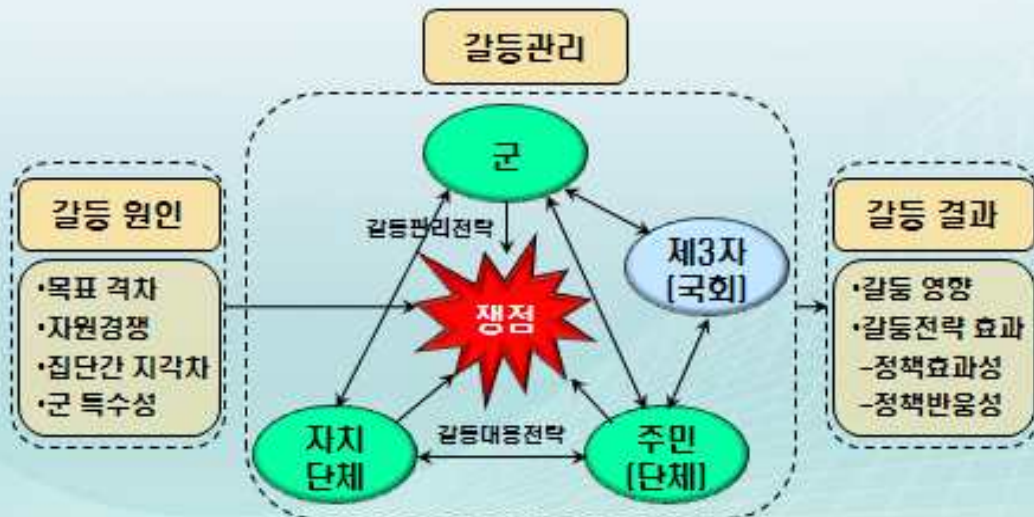 갈등관리
갈등 원인
•목표 격차
•자원경쟁
•집단간 지각차
•군 특수성
군
갈등관리전략
쟁점
제3자
(국회)
자치
단체
갈등대응전략
주민
(단체)
갈등 결과
•갈등 영향
•갈등전략 효과
-정책효과성
-정책반응성